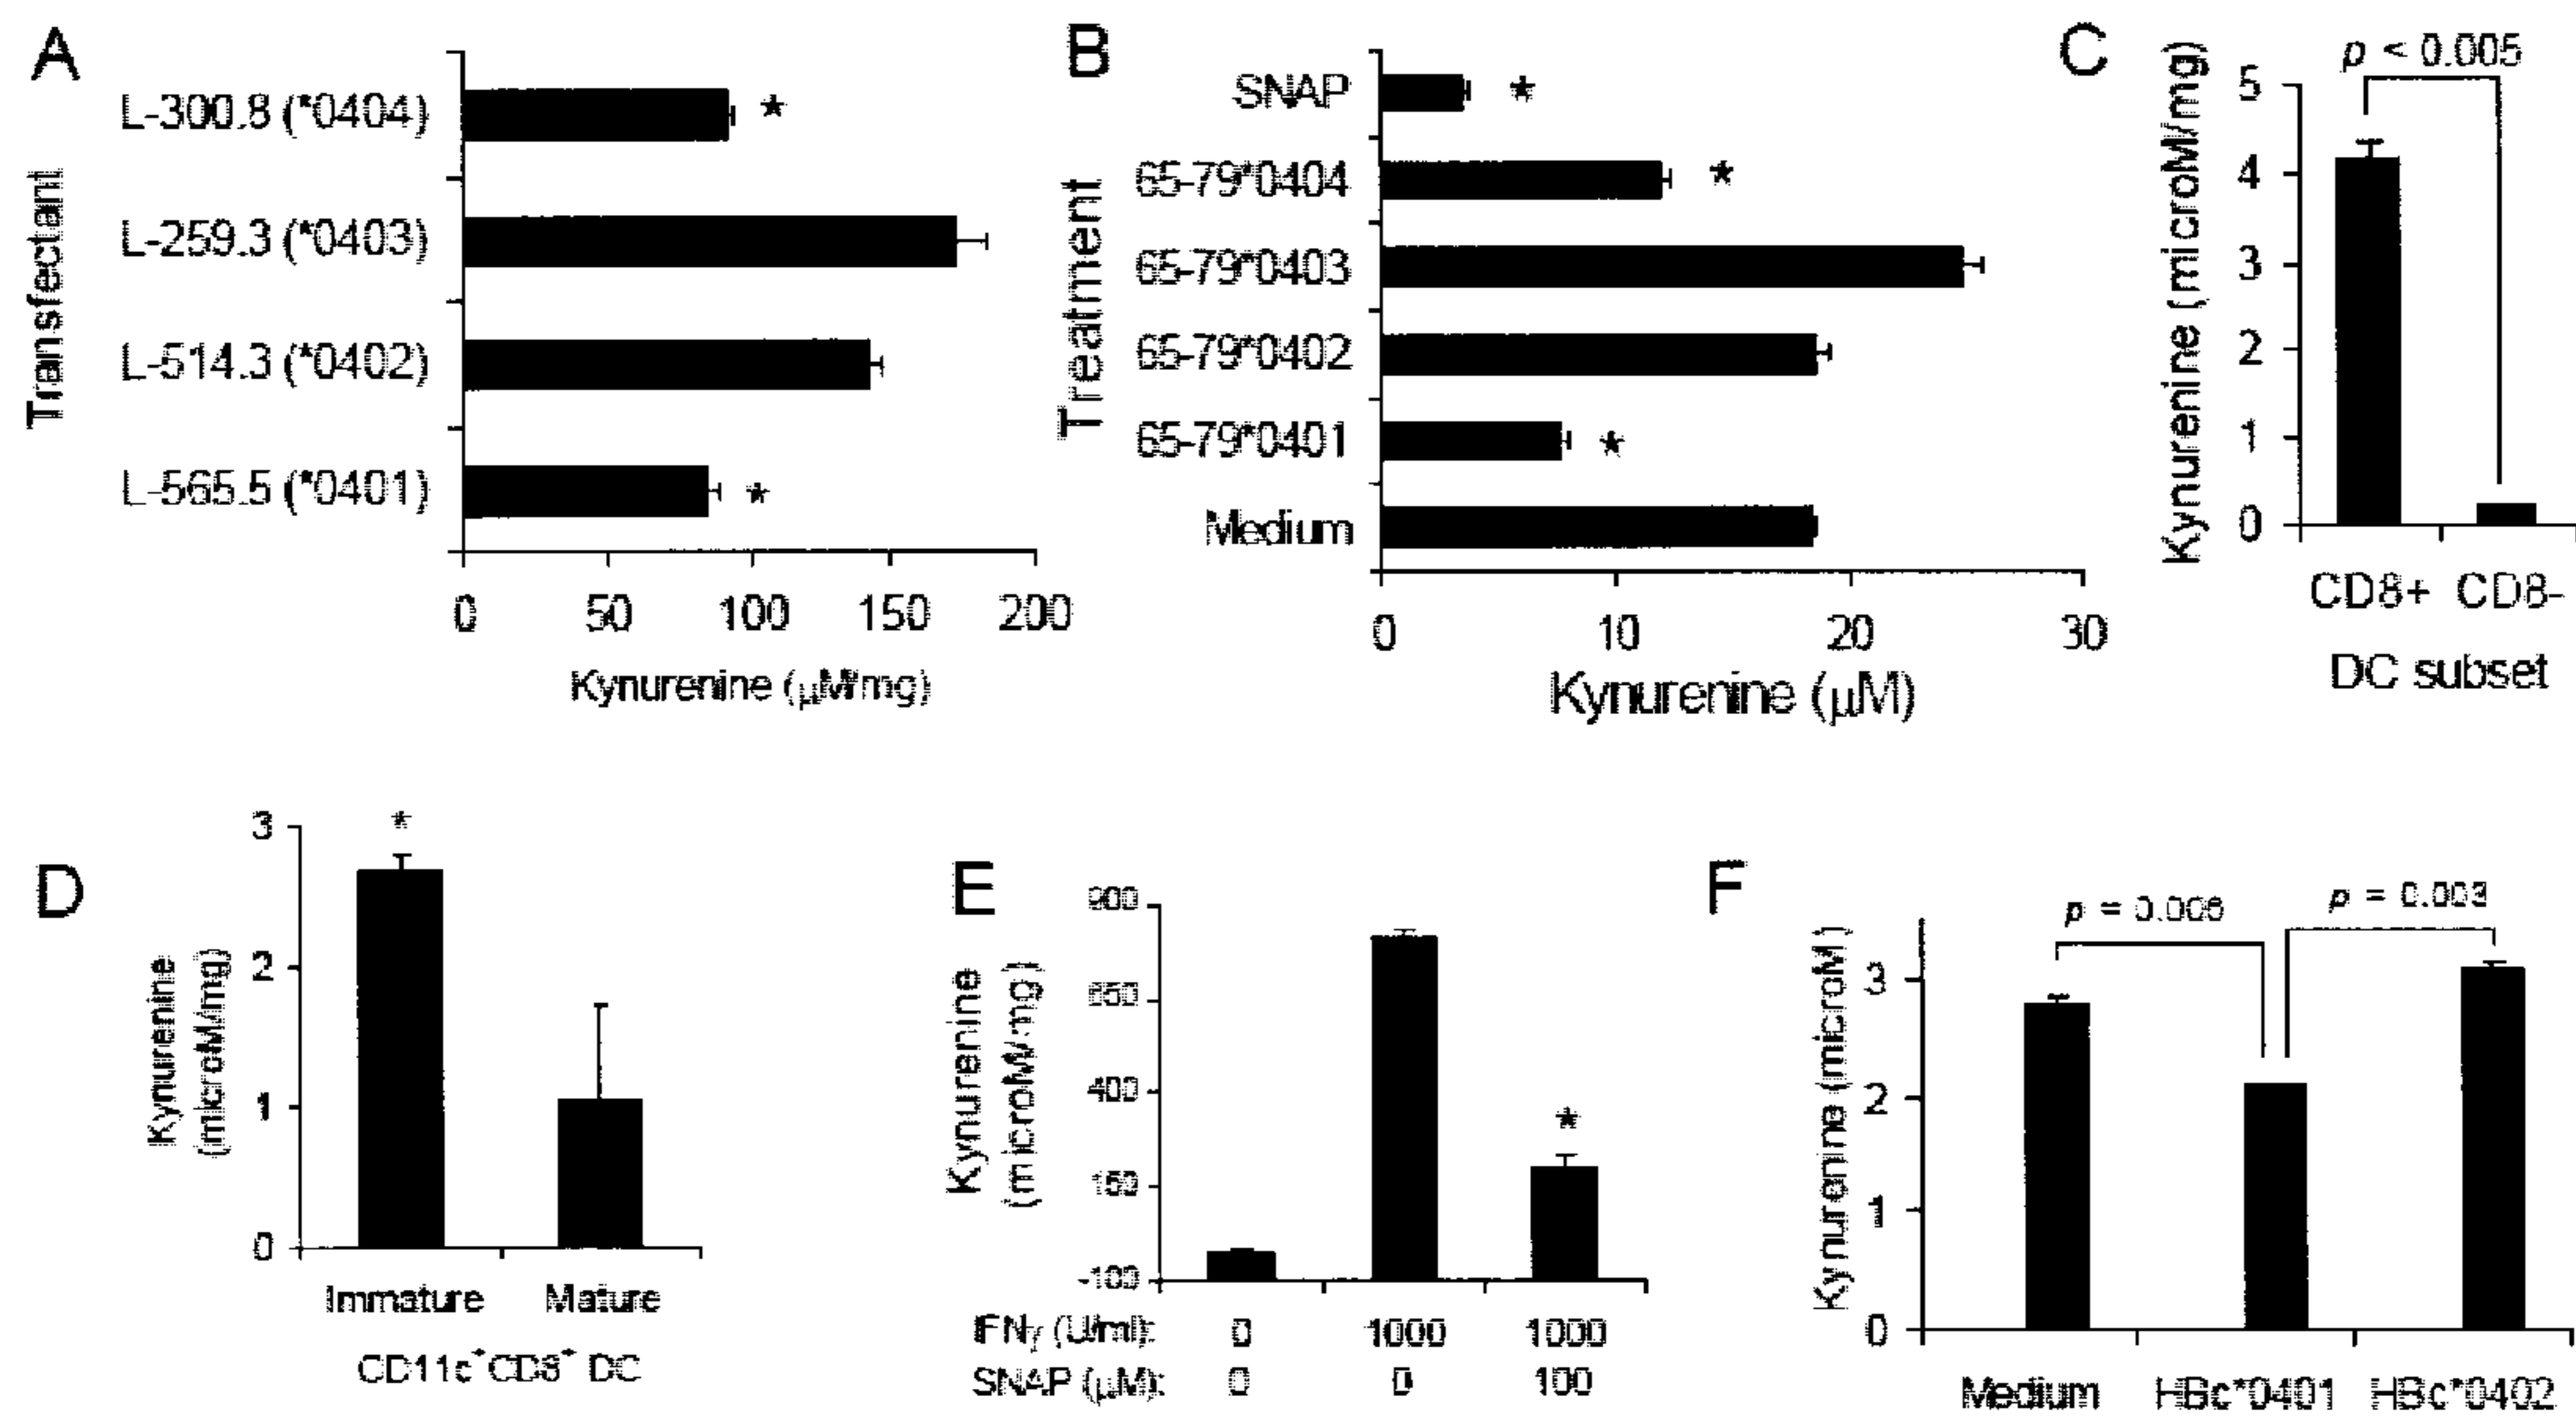 A
Transfectant
L-300.8 (*0404)
*
L-259.3 (*0403)
L-514.3 (*0402)
L-565.5 (*0401)
*
0 50 100 150 200
Kynurenine (μM/mg)
B
Treatment
SNAP
*
65-79*0404
*
65-79*0403
65-79*0402
65-79*0401
*
Medium
0 10 20 30
Kynurenine (μM)
C
p < 0.005
Kynurenine (microM/mg)
5
4
3
2
1
0
CD8+ CD8-
DC subset
D
Kynurenine
(microM/mg)
*
3
2
1
0
Immature Mature
CD11c+CD8+ DC
E
Kynurenine
(microM/mg)
900
650
400
150
-100
*
IFNγ (U/ml): 0 1000 1000
SNAP (μM): 0 0 100
F
p = 0.003
Kynurenine (microM)
3
2
1
0
Medium HBc*0401 HBc*0402